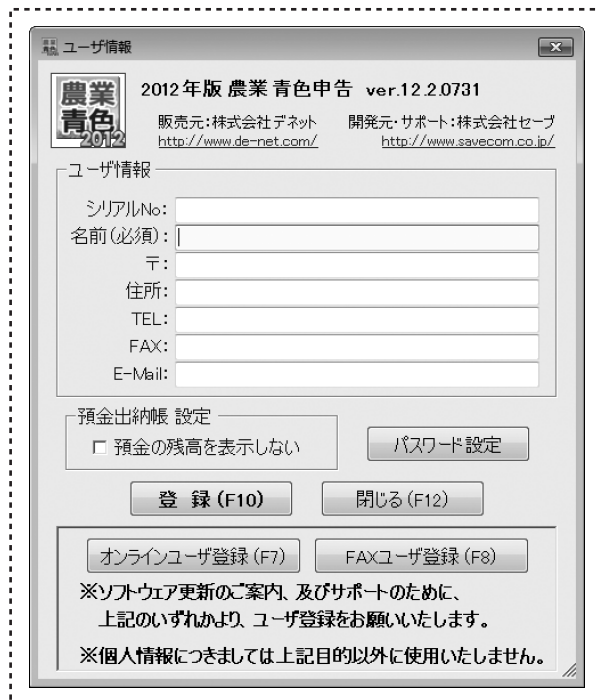 ユーザ情報
農業
青色
2012
2012年版 農業 青色申告 ver.12.2.0731
販売元:株式会社デネット 開発元・サポート:株式会社セーブ
http://www.de-net.com/ http://www.savecom.co.jp/
ユーザ情報
シリアルNo:
名前(必須):
〒:
住所:
TEL:
FAX:
E-Mail:
預金出納帳 設定
預金の残高を表示しない
パスワード設定
登 録(F10) 閉じる(F12)
オンラインユーザ登録(F7) FAXユーザ登録(F8)
※ソフトウェア更新のご案内、及びサポートのために、
上記のいずれかより、ユーザ登録をお願いいたします。
※個人情報につきましては上記目的以外に使用いたしません。